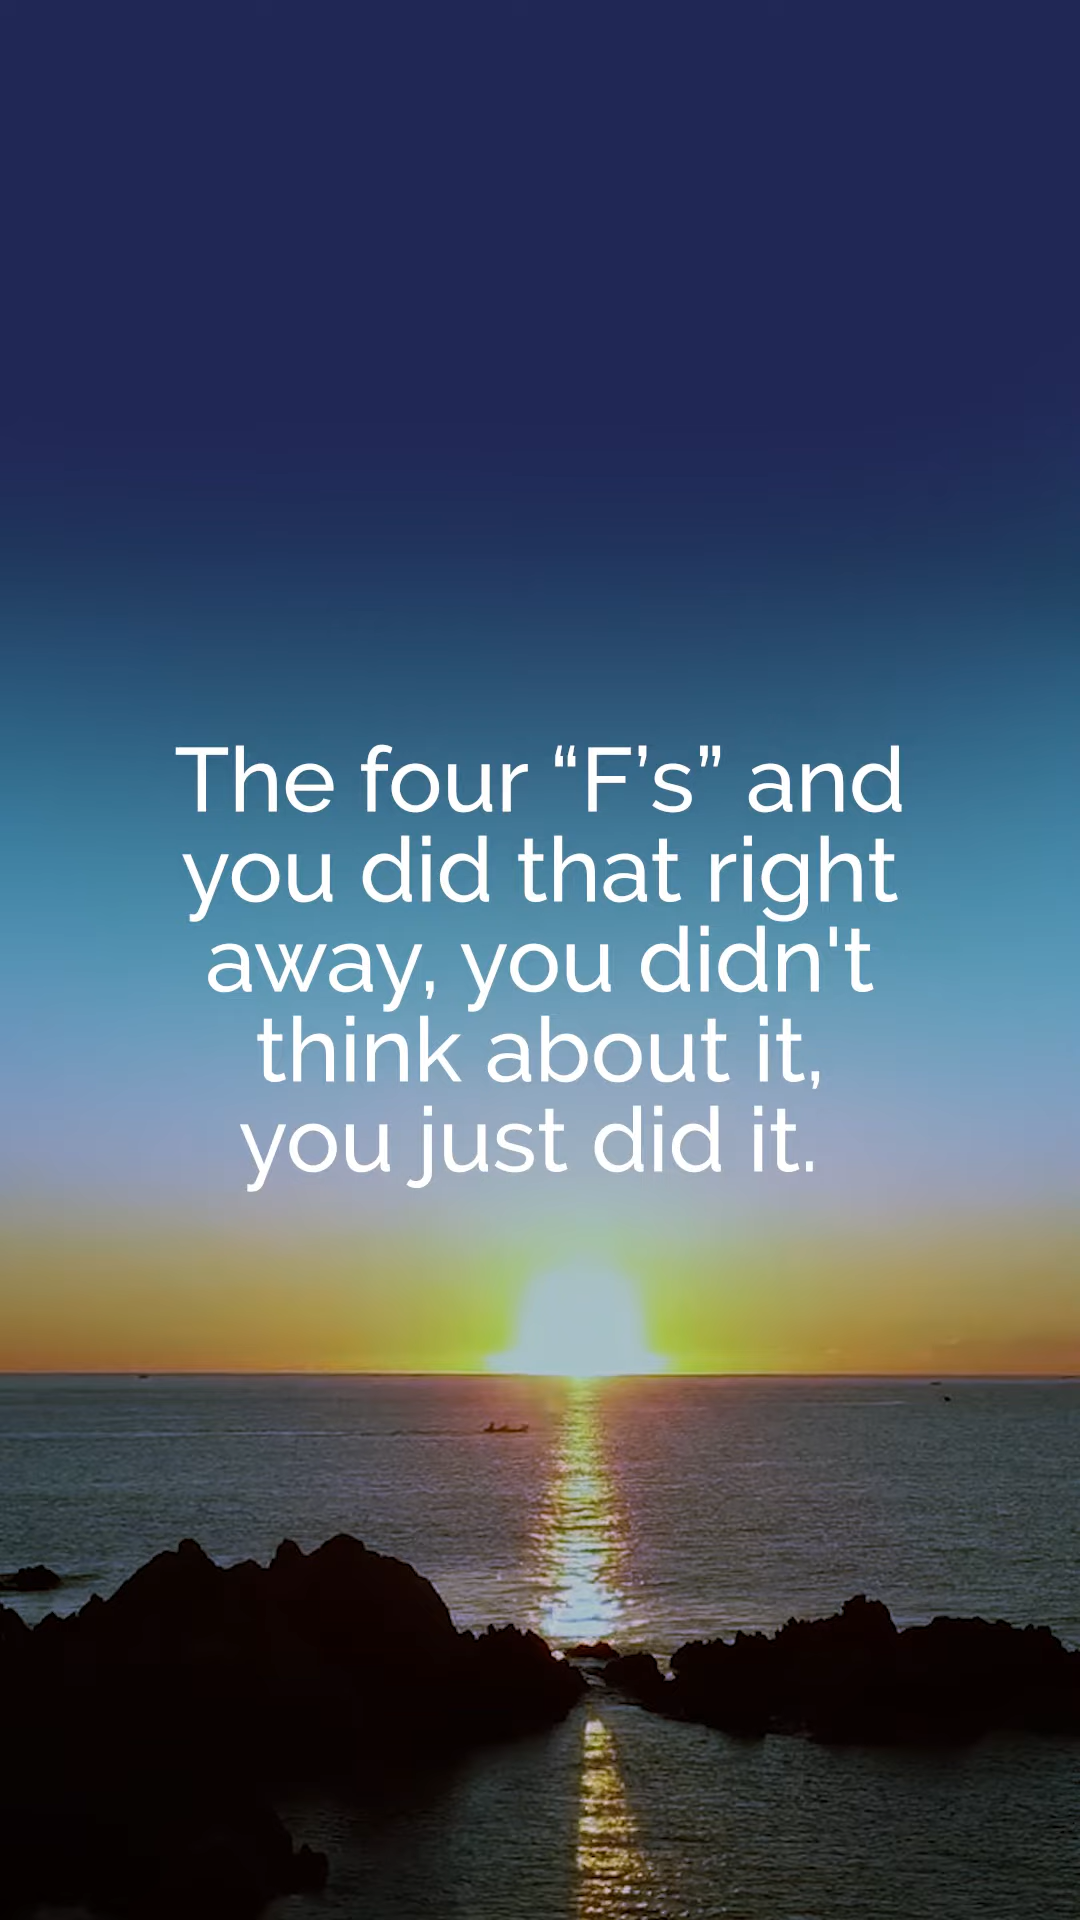 The four “F’s” and
you did that right
away, you didn't
think about it,
you just did it.